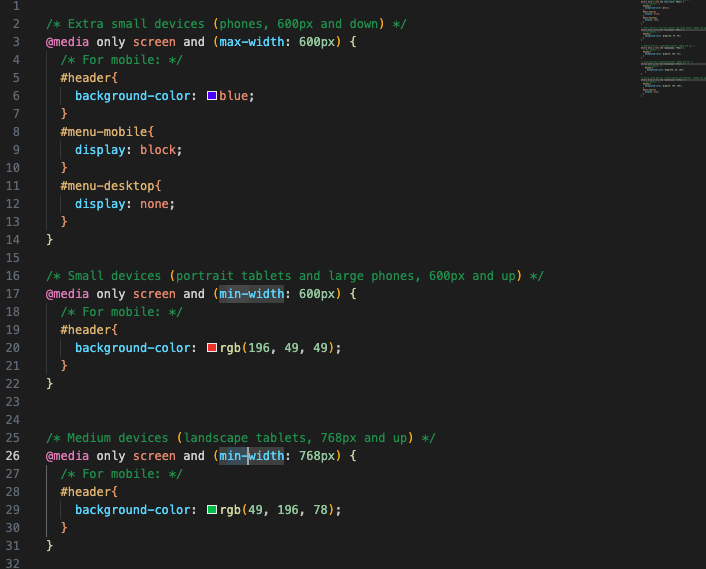 1
2 /* Extra small devices (phones, 600px and down) */
3 @media only screen and (max-width: 600px) {
4 /* For mobile: */
5 #header{
6 background-color: blue;
7 }
8 #menu-mobile{
9 display: block;
10 }
11 #menu-desktop{
12 display: none;
13 }
14 }
15
16 /* Small devices (portrait tablets and large phones, 600px and up) */
17 @media only screen and (min-width: 600px) {
18 /* For mobile: */
19 #header{
20 background-color: rgb(196, 49, 49);
21 }
22 }
23
24
25 /* Medium devices (landscape tablets, 768px and up) */
26 @media only screen and (min-width: 768px) {
27 /* For mobile: */
28 #header{
29 background-color: rgb(49, 196, 78);
30 }
31 }
32